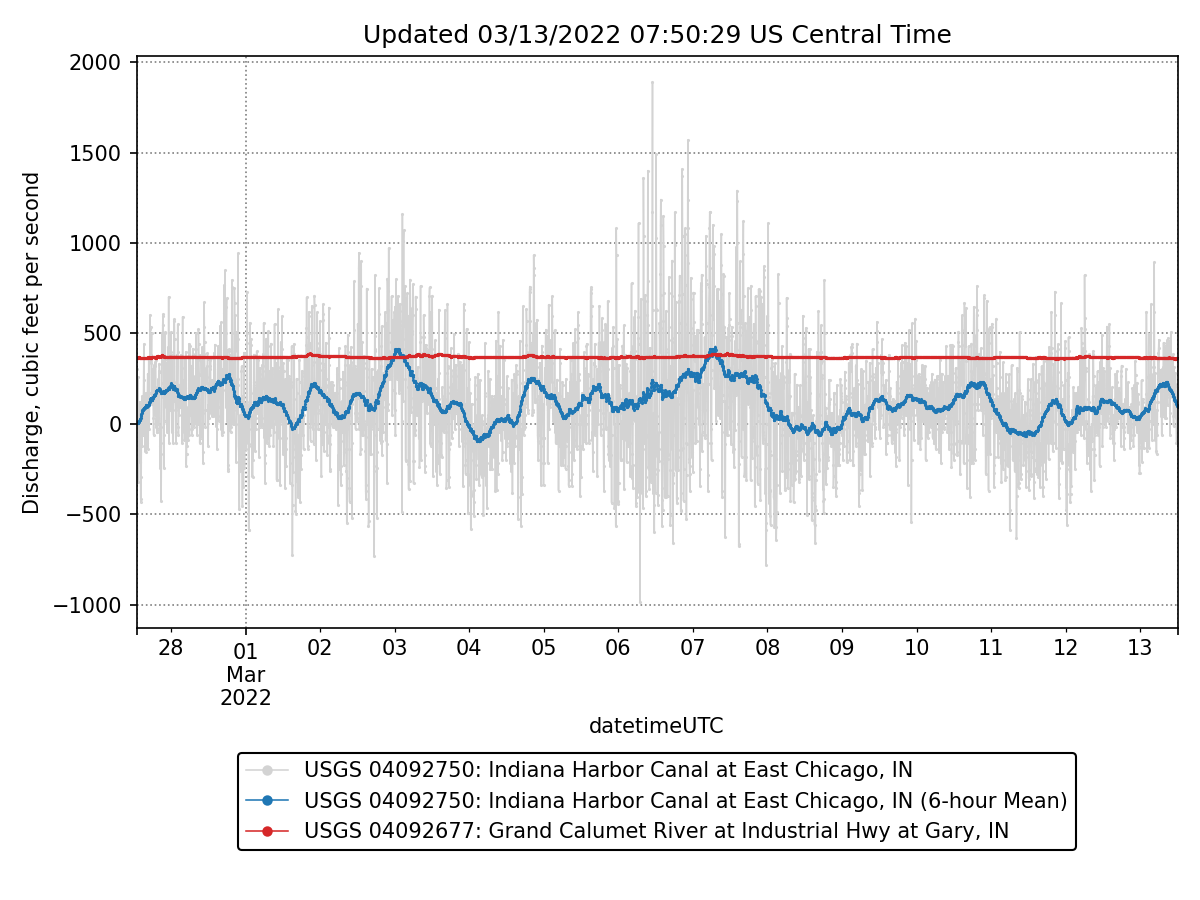 Updated 03/13/2022 07:50:29 US Central Time
Discharge, cubic feet per second
2000
1500
1000
500
0
−500
−1000
28 01 02 03 04 05 06 07 08 09 10 11 12 13
Mar
2022
datetimeUTC
USGS 04092750: Indiana Harbor Canal at East Chicago, IN
USGS 04092750: Indiana Harbor Canal at East Chicago, IN (6-hour Mean)
USGS 04092677: Grand Calumet River at Industrial Hwy at Gary, IN